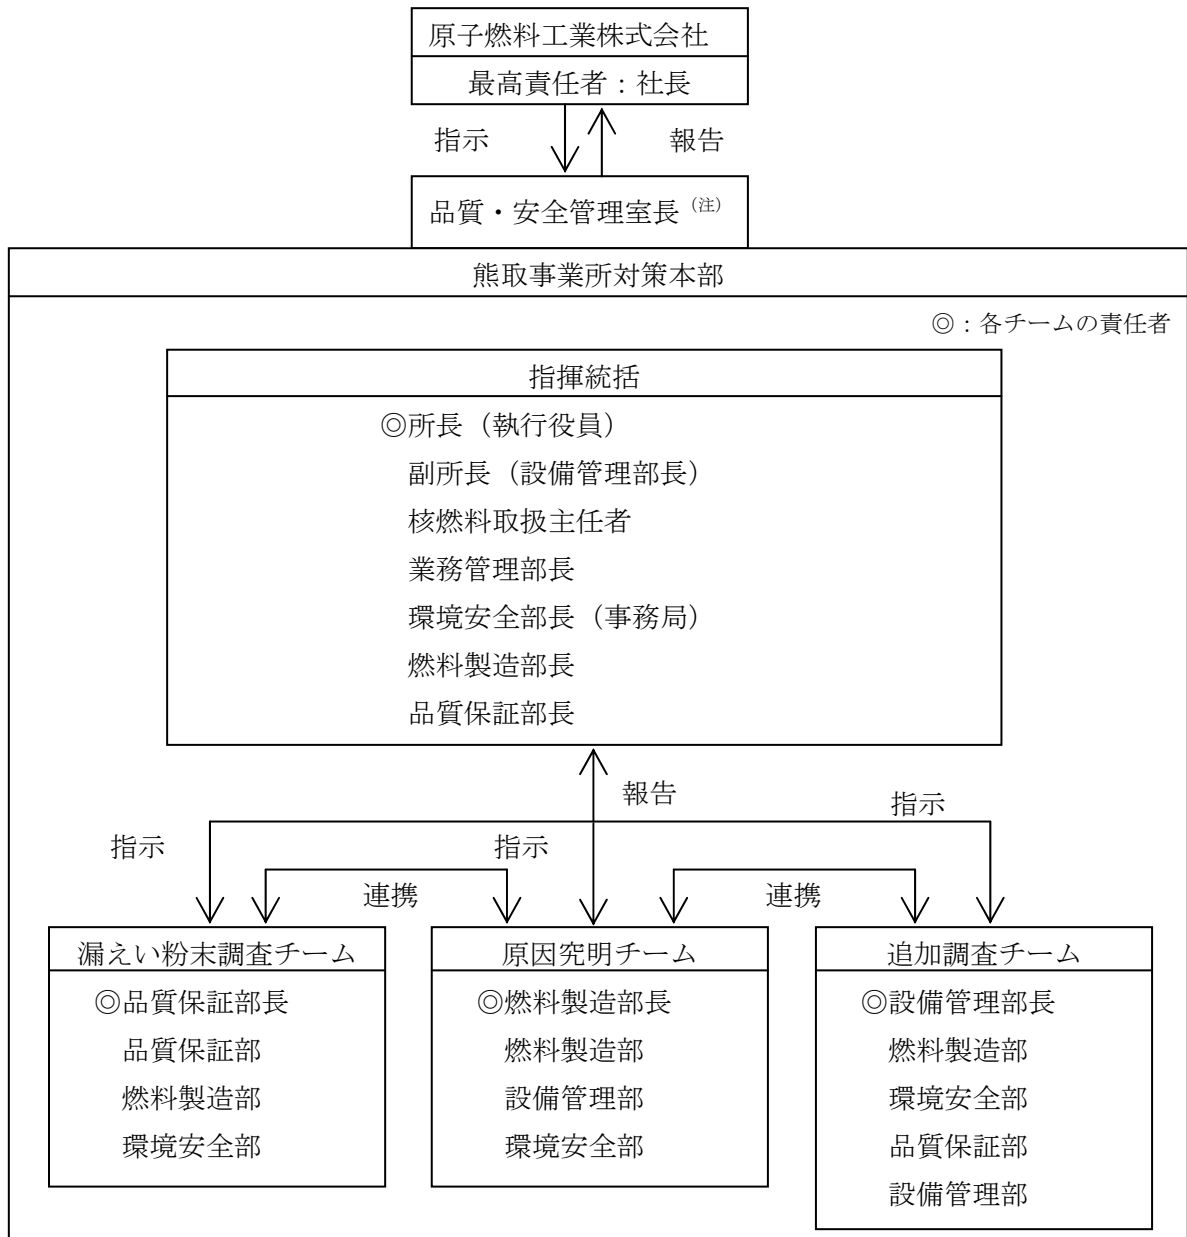 原子燃料工業株式会社
最高責任者：社長
指示
報告
品質・安全管理室長（注）
熊取事業所対策本部
◎：各チームの責任者
指揮統括
◎所長（執行役員）
副所長（設備管理部長）
核燃料取扱主任者
業務管理部長
環境安全部長（事務局）
燃料製造部長
品質保証部長
報告
指示
指示
指示
連携
連携
漏えい粉末調査チーム
◎品質保証部長
品質保証部
燃料製造部
環境安全部
原因究明チーム
◎燃料製造部長
燃料製造部
設備管理部
環境安全部
追加調査チーム
◎設備管理部長
燃料製造部
環境安全部
品質保証部
設備管理部